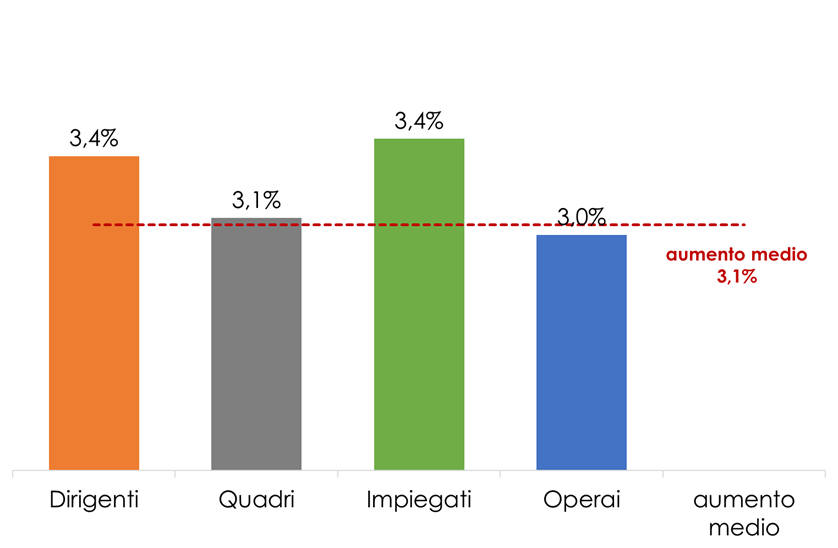 3,4%
3,1%
3,4%
3,0%
aumento medio
3,1%
Dirigenti
Quadri
Impiegati
Operai
aumento
medio